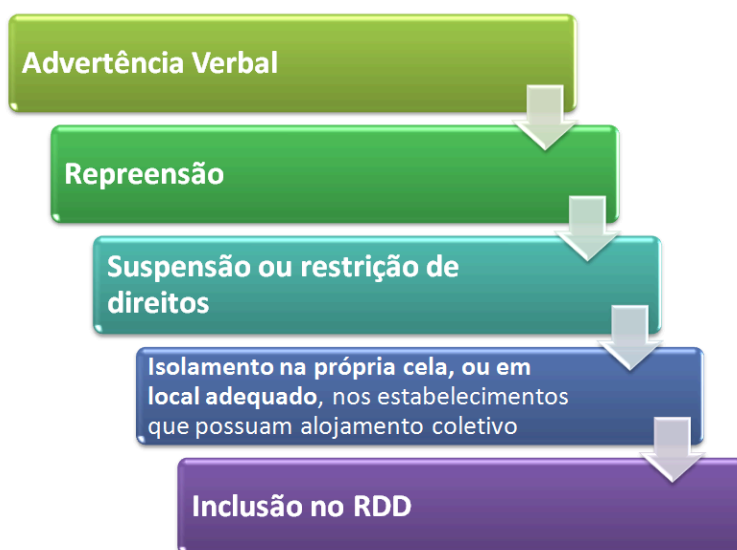 Advertência Verbal
Repreensão
Suspensão ou restrição de
direitos
Isolamento na própria cela, ou em
local adequado, nos estabelecimentos
que possuam alojamento coletivo
Inclusão no RDD